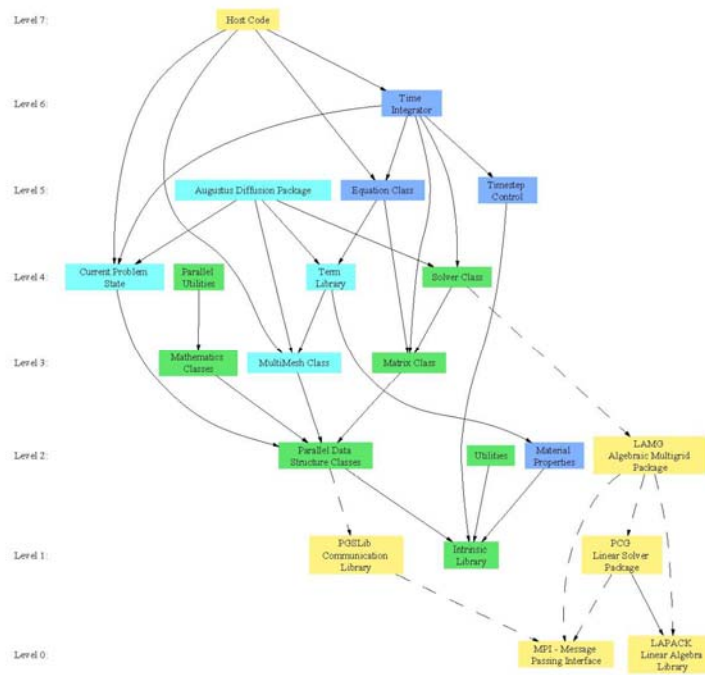 Level 7:
Host Code
Level 6:
Time
Integrator
Level 5:
Augustus Diffusion Package
Equation Class
Timestep
Control
Level 4:
Current Problem
State
Parallel
Utilities
Term
Library
Solver Class
Level 3:
Mathematics
Classes
MultiMesh Class
Matrix Class
Level 2:
Parallel Data
Structure Classes
Utilities
Material
Properties
LAMG
Algebraic Multigrid
Package
Level 1:
PGSLib
Communication
Library
Intrinsic
Library
PCG
Linear Solver
Package
Level 0:
MPI - Message
Passing Interface
LAPACK
Linear Algebra
Library